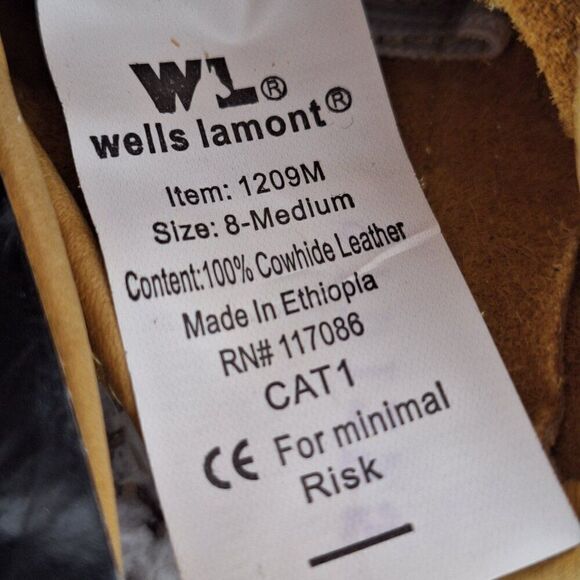 WL®
wells lamont®
Item: 1209M
Size: 8-Medium
Content:100% Cowhide Leather
Made In Ethiopla
RN# 117086
CAT1
CE For minimal
Risk